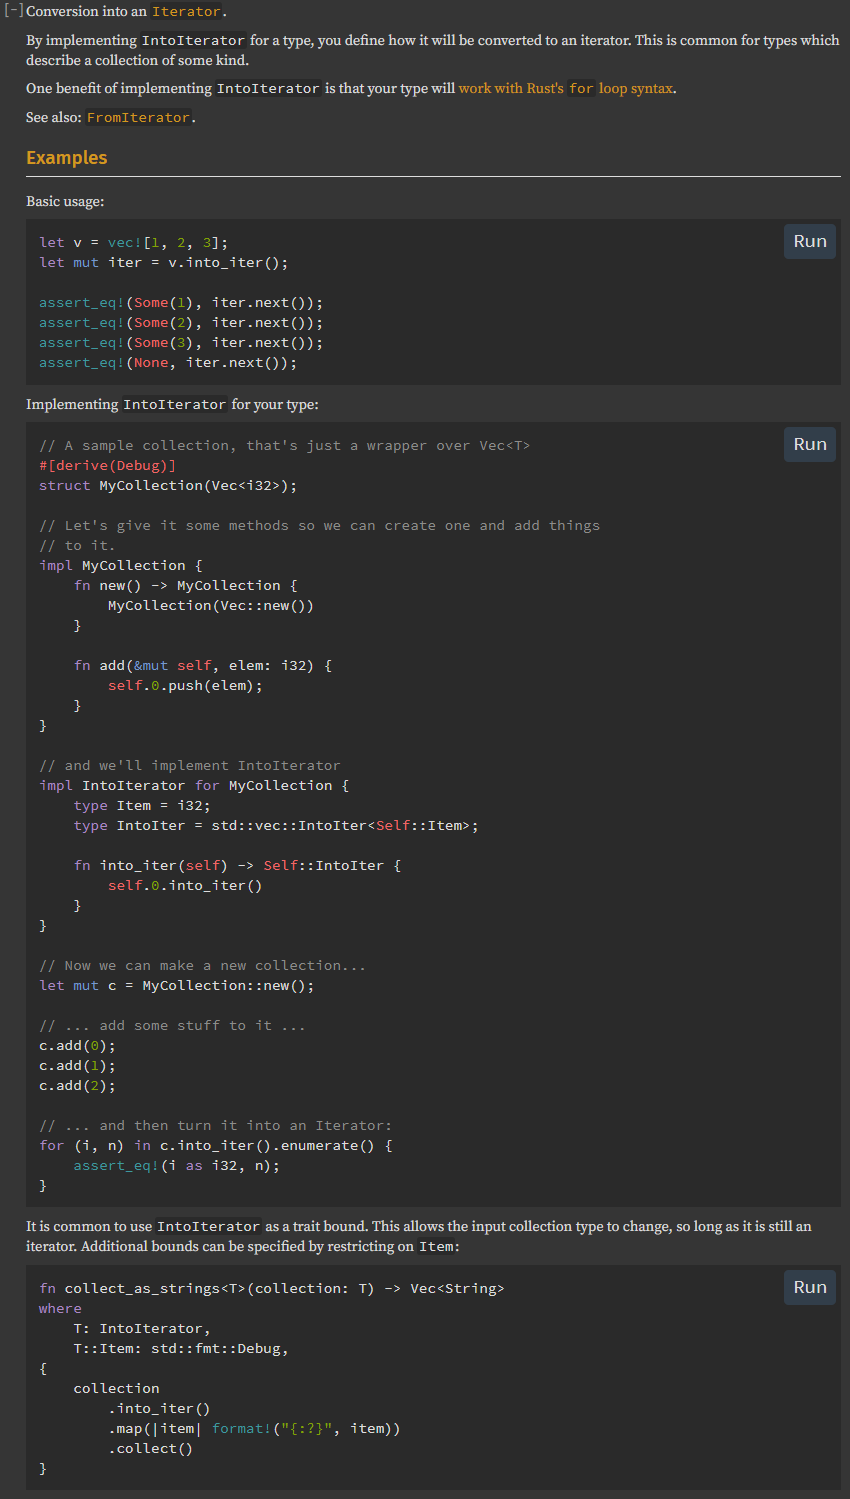 [-] Conversion into an Iterator.
By implementing IntoIterator for a type, you define how it will be converted to an iterator. This is common for types which
describe a collection of some kind.
One benefit of implementing IntoIterator is that your type will work with Rust's for loop syntax.
See also: FromIterator.
Examples
Basic usage:
Run
let v = vec![1, 2, 3];
let mut iter = v.into_iter();

assert_eq!(Some(1), iter.next());
assert_eq!(Some(2), iter.next());
assert_eq!(Some(3), iter.next());
assert_eq!(None, iter.next());
Implementing IntoIterator for your type:
Run
// A sample collection, that's just a wrapper over Vec<T>
#[derive(Debug)]
struct MyCollection(Vec<i32>);

// Let's give it some methods so we can create one and add things
// to it.
impl MyCollection {
    fn new() -> MyCollection {
        MyCollection(Vec::new())
    }

    fn add(&mut self, elem: i32) {
        self.0.push(elem);
    }
}

// and we'll implement IntoIterator
impl IntoIterator for MyCollection {
    type Item = i32;
    type IntoIter = std::vec::IntoIter<Self::Item>;

    fn into_iter(self) -> Self::IntoIter {
        self.0.into_iter()
    }
}

// Now we can make a new collection...
let mut c = MyCollection::new();

// ... add some stuff to it ...
c.add(0);
c.add(1);
c.add(2);

// ... and then turn it into an Iterator:
for (i, n) in c.into_iter().enumerate() {
    assert_eq!(i as i32, n);
}
It is common to use IntoIterator as a trait bound. This allows the input collection type to change, so long as it is still an
iterator. Additional bounds can be specified by restricting on Item:
Run
fn collect_as_strings<T>(collection: T) -> Vec<String>
where
    T: IntoIterator,
    T::Item: std::fmt::Debug,
{
    collection
        .into_iter()
        .map(|item| format!("{:?}", item))
        .collect()
}